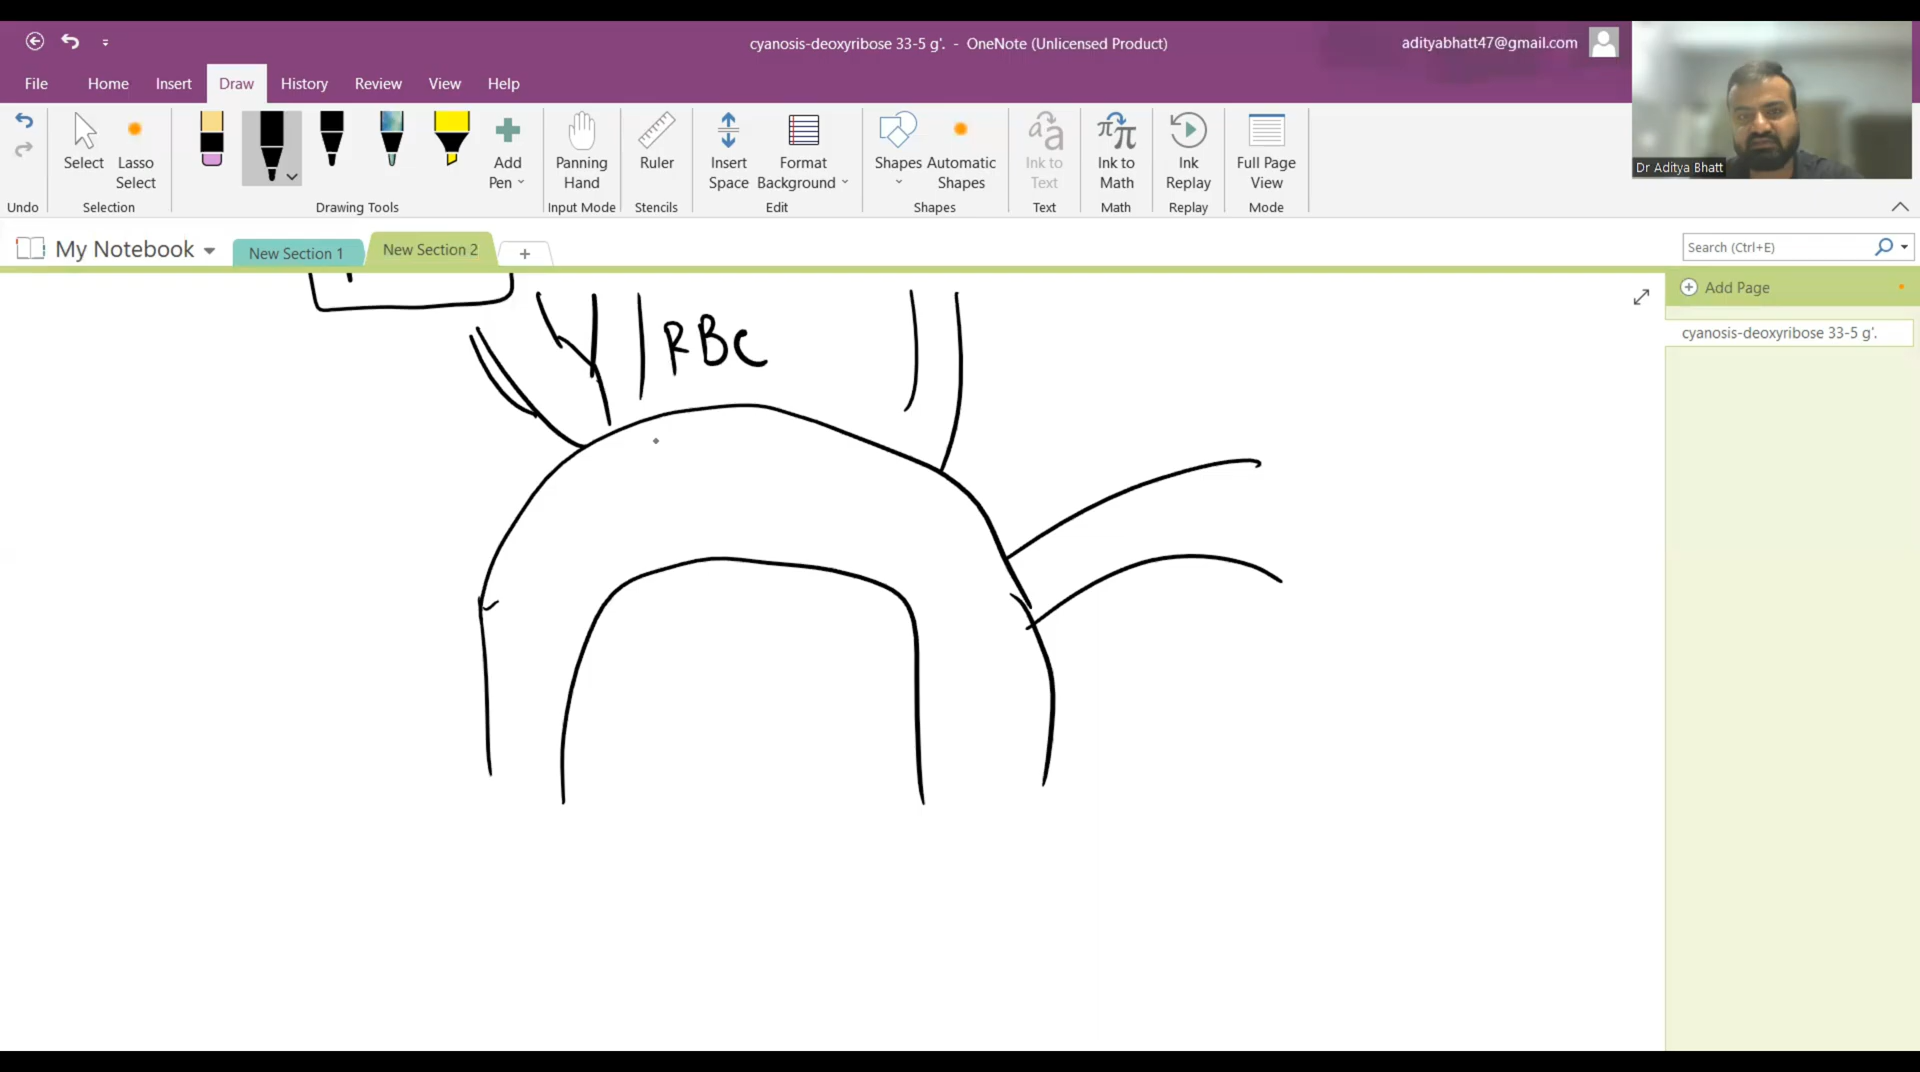 cyanosis-deoxyribose 33-5 g'. - OneNote (Unlicensed Product)
adityabhatt47@gmail.com
File Home Insert Draw History Review View Help
Select
Lasso Select
Add Pen
Panning Hand
Ruler
Insert Space
Format Background
Shapes
Automatic Shapes
Ink to Text
Ink to Math
Ink Replay
Full Page View
Undo Selection Drawing Tools Input Mode Stencils Edit Shapes Text Math Replay Mode
Dr Aditya Bhatt
My Notebook
New Section 1
New Section 2
Search (Ctrl+E)
Add Page
cyanosis-deoxyribose 33-5 g'.
RBC